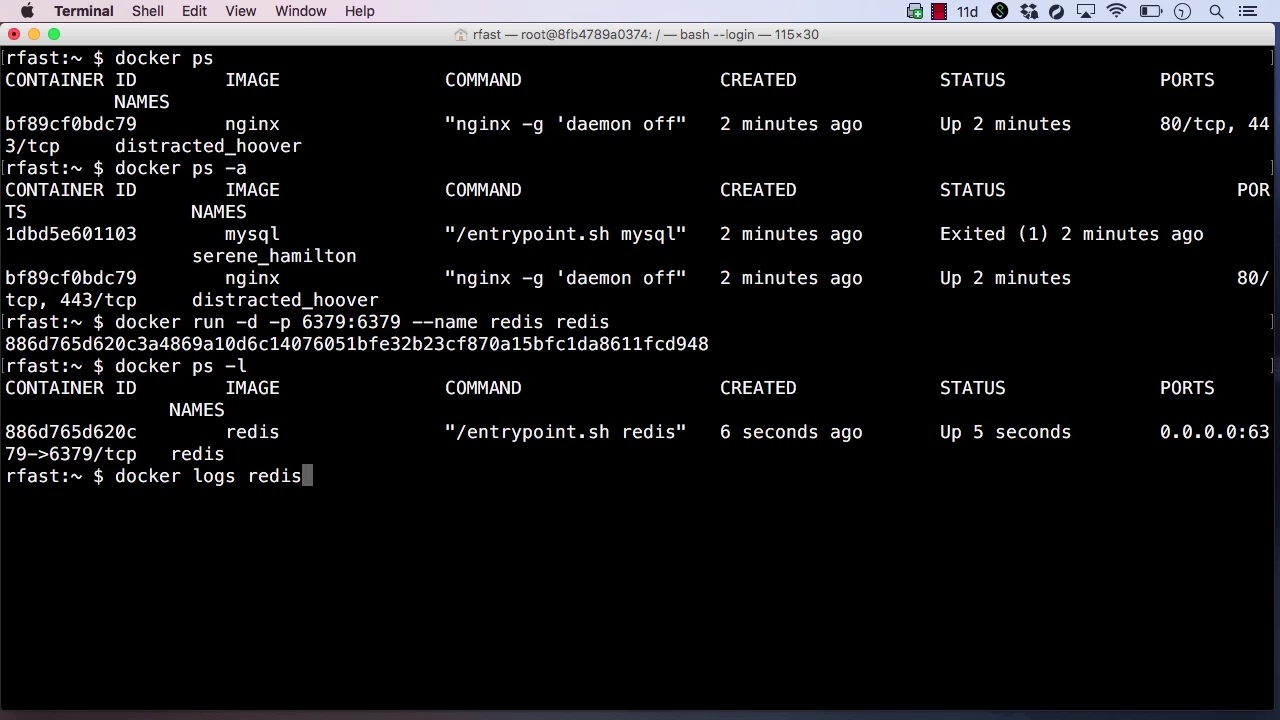 Terminal Shell Edit View Window Help 11d
rfast — root@8fb4789a0374: / — bash --login — 115×30
rfast:~ $ docker ps
CONTAINER ID IMAGE COMMAND CREATED STATUS PORTS
NAMES
bf89cf0bdc79 nginx "nginx -g 'daemon off" 2 minutes ago Up 2 minutes 80/tcp, 44
3/tcp distracted_hoover
rfast:~ $ docker ps -a
CONTAINER ID IMAGE COMMAND CREATED STATUS POR
TS NAMES
1dbd5e601103 mysql "/entrypoint.sh mysql" 2 minutes ago Exited (1) 2 minutes ago
serene_hamilton
bf89cf0bdc79 nginx "nginx -g 'daemon off" 2 minutes ago Up 2 minutes 80/
tcp, 443/tcp distracted_hoover
rfast:~ $ docker run -d -p 6379:6379 --name redis redis
886d765d620c3a4869a10d6c14076051bfe32b23cf870a15bfc1da8611fcd948
rfast:~ $ docker ps -l
CONTAINER ID IMAGE COMMAND CREATED STATUS PORTS
NAMES
886d765d620c redis "/entrypoint.sh redis" 6 seconds ago Up 5 seconds 0.0.0.0:63
79->6379/tcp redis
rfast:~ $ docker logs redis